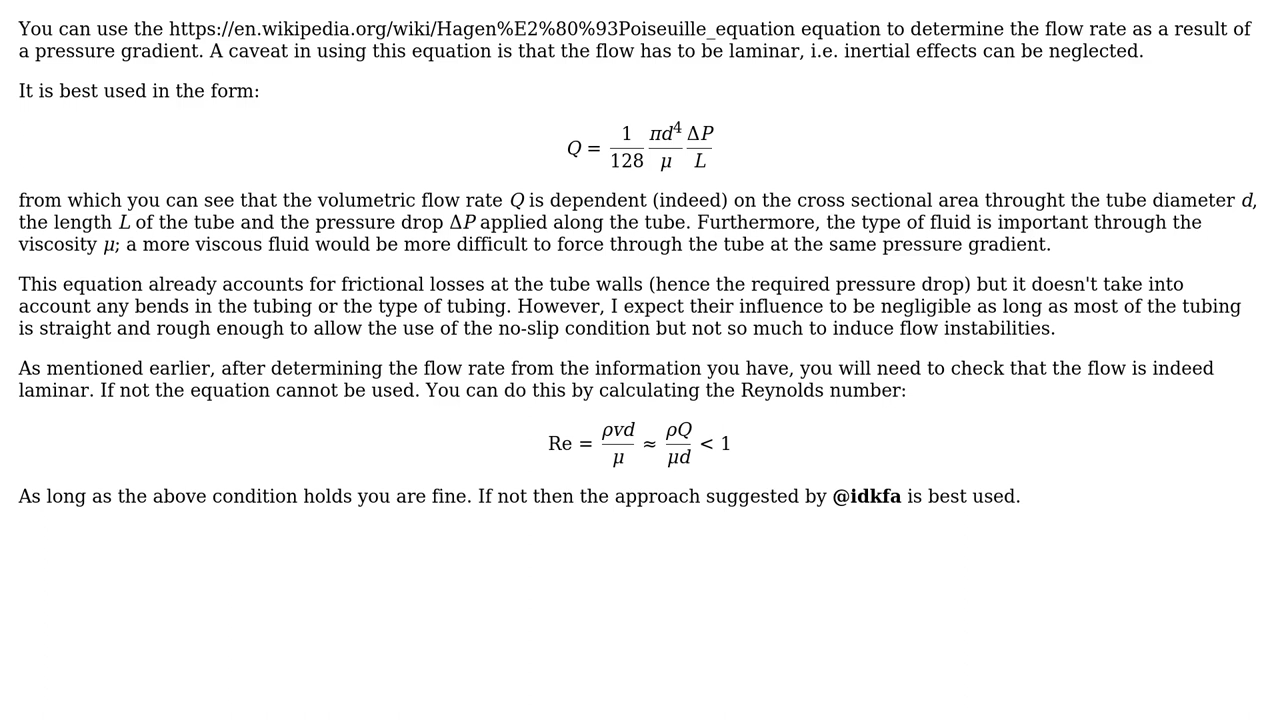 You can use the https://en.wikipedia.org/wiki/Hagen%E2%80%93Poiseuille_equation equation to determine the flow rate as a result of
a pressure gradient. A caveat in using this equation is that the flow has to be laminar, i.e. inertial effects can be neglected.
It is best used in the form:
Q = 1/128 πd⁴/μ ΔP/L
from which you can see that the volumetric flow rate Q is dependent (indeed) on the cross sectional area throught the tube diameter d,
the length L of the tube and the pressure drop ΔP applied along the tube. Furthermore, the type of fluid is important through the
viscosity μ; a more viscous fluid would be more difficult to force through the tube at the same pressure gradient.
This equation already accounts for frictional losses at the tube walls (hence the required pressure drop) but it doesn't take into
account any bends in the tubing or the type of tubing. However, I expect their influence to be negligible as long as most of the tubing
is straight and rough enough to allow the use of the no-slip condition but not so much to induce flow instabilities.
As mentioned earlier, after determining the flow rate from the information you have, you will need to check that the flow is indeed
laminar. If not the equation cannot be used. You can do this by calculating the Reynolds number:
Re = ρvd/μ ≈ ρQ/μd < 1
As long as the above condition holds you are fine. If not then the approach suggested by @idkfa is best used.